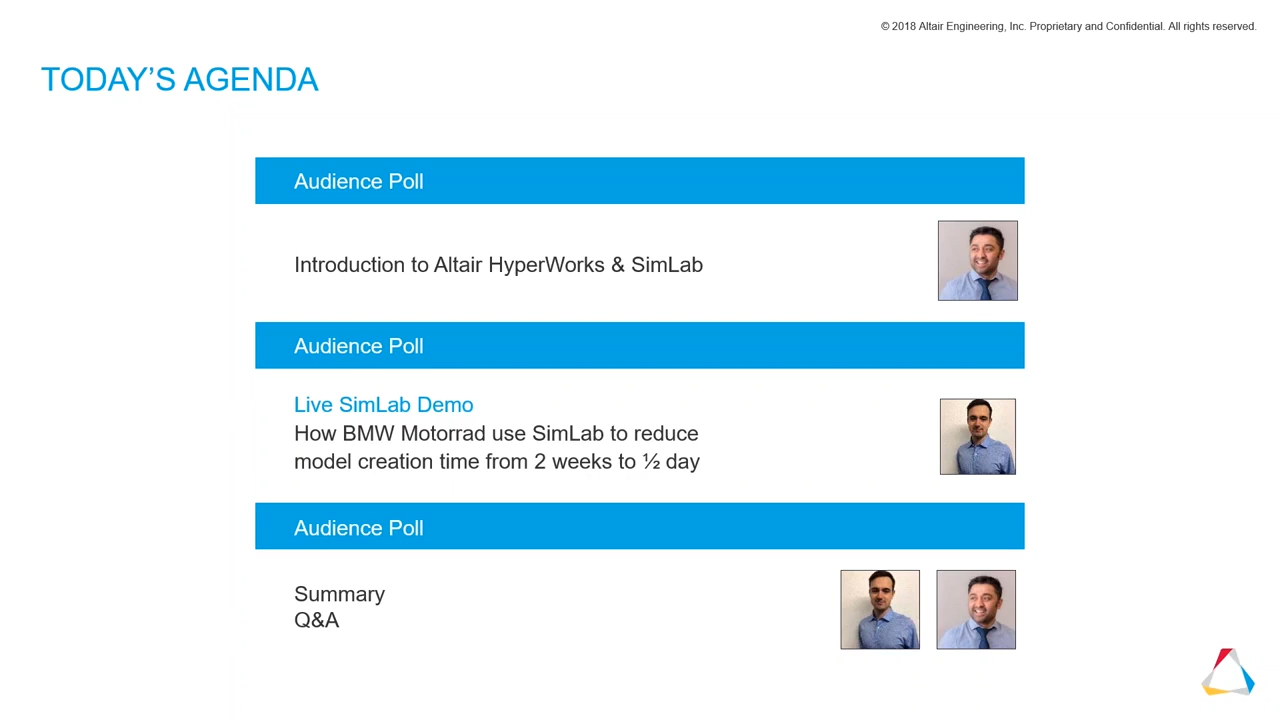 © 2018 Altair Engineering, Inc. Proprietary and Confidential. All rights reserved.
TODAY’S AGENDA
Audience Poll
Introduction to Altair HyperWorks & SimLab
Audience Poll
Live SimLab Demo
How BMW Motorrad use SimLab to reduce
model creation time from 2 weeks to ½ day
Audience Poll
Summary
Q&A